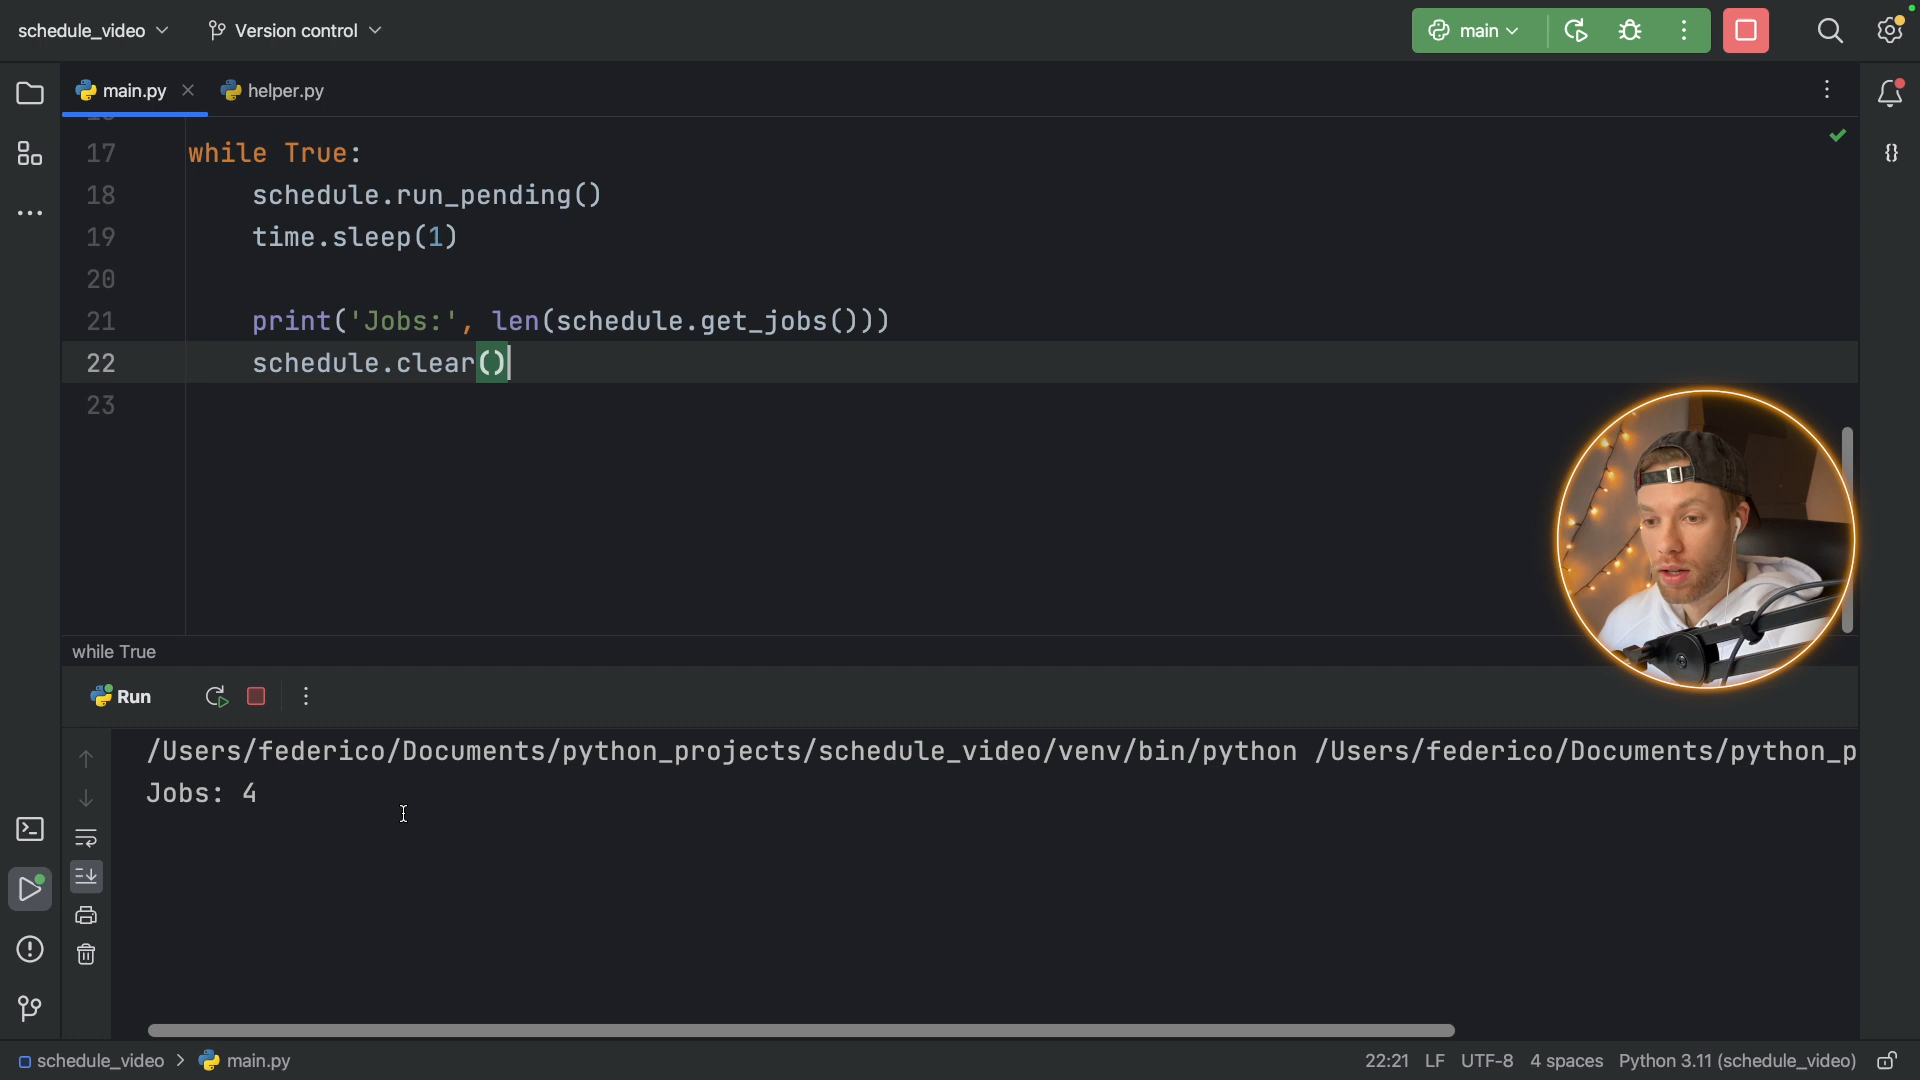 schedule_video
Version control
main
main.py
helper.py
17 while True:
18 schedule.run_pending()
19 time.sleep(1)
20
21 print('Jobs:', len(schedule.get_jobs()))
22 schedule.clear()
23
while True
Run
/Users/federico/Documents/python_projects/schedule_video/venv/bin/python /Users/federico/Documents/python_p
Jobs: 4
schedule_video > main.py
22:21 LF UTF-8 4 spaces Python 3.11 (schedule_video)